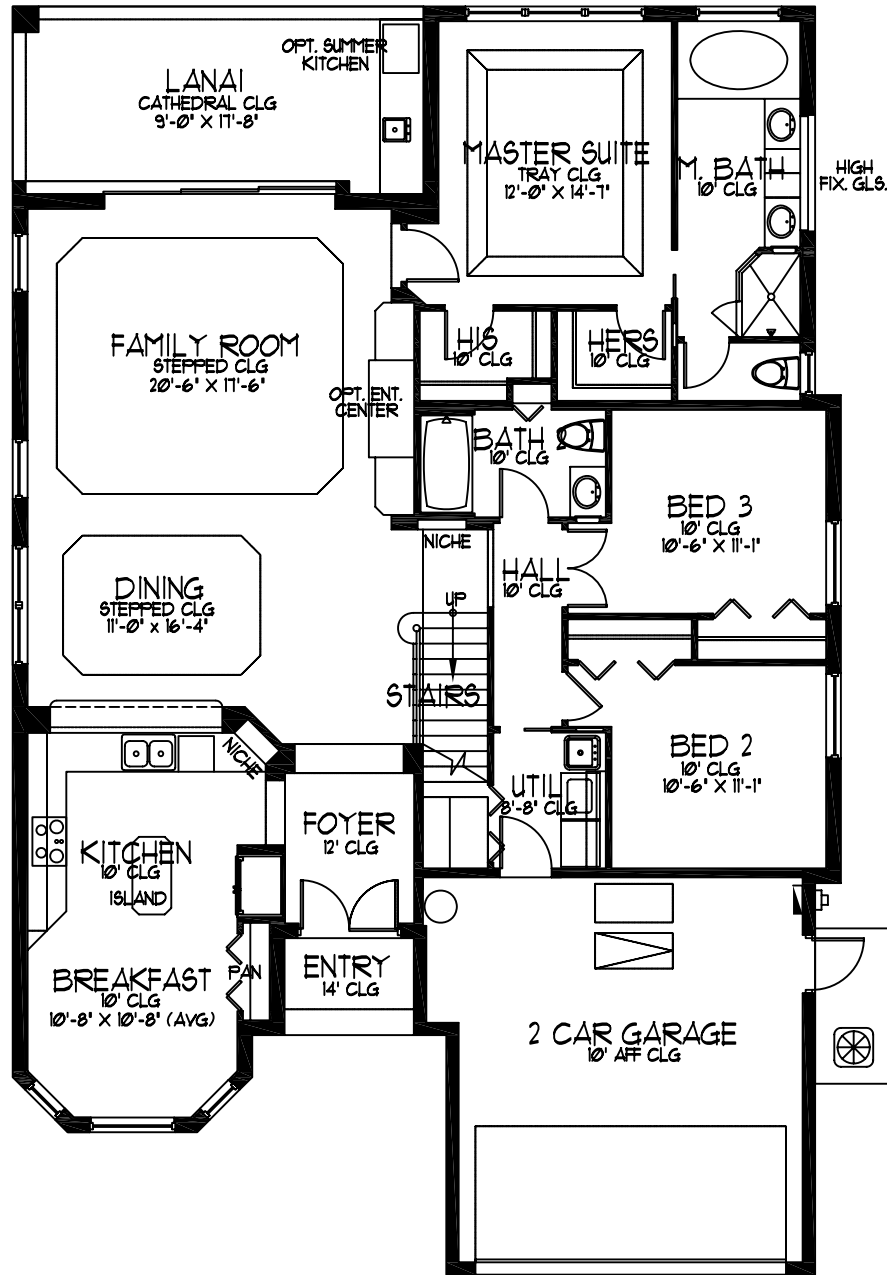 OPT. SUMMER
KITCHEN
LANAI
CATHEDRAL CLG
9'-0" X 17'-8"
MASTER SUITE
TRAY CLG
12'-0" X 14'-7"
M. BATH
10' CLG
HIGH
FIX. GLS.
FAMILY ROOM
STEPPED CLG
20'-6" X 17'-6"
HIS
10' CLG
HERS
10' CLG
OPT. ENT.
CENTER
BATH 2
10' CLG
BED 3
10' CLG
10'-6" X 11'-1"
NICHE
HALL
10' CLG
DINING
STEPPED CLG
11'-0" X 16'-4"
UP
STAIRS
NICHE
BED 2
10' CLG
10'-6" X 11'-1"
UTIL
8'-8" CLG
FOYER
12' CLG
KITCHEN
10' CLG
ISLAND
PAN
ENTRY
14' CLG
BREAKFAST
10' CLG
10'-8" X 10'-8" (AVG)
2 CAR GARAGE
10' AFF CLG